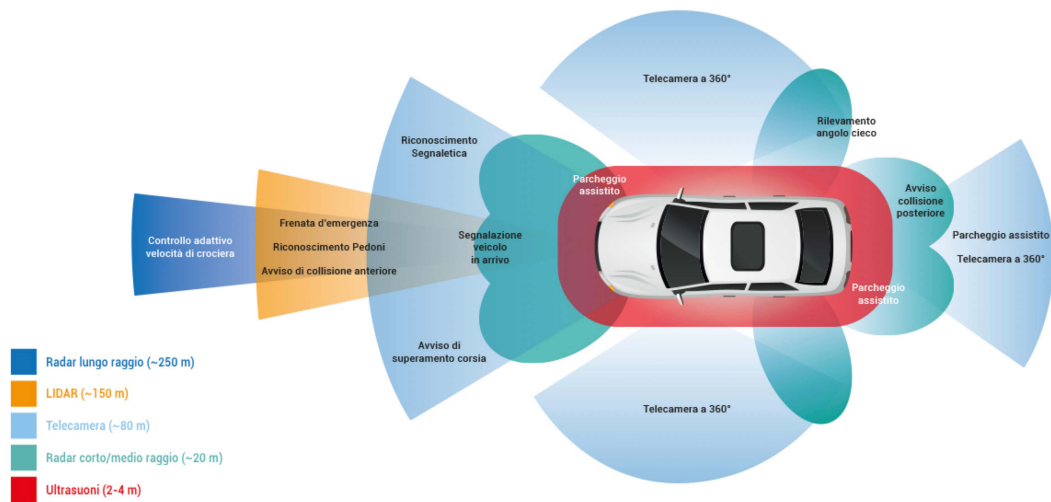 Telecamera a 360°
Rilevamento
angolo cieco
Riconoscimento
Segnaletica
Parcheggio
assistito
Avviso
collisione
posteriore
Controllo adattivo
velocità di crociera
Frenata d'emergenza
Riconoscimento Pedoni
Avviso di collisione anteriore
Segnalazione
veicolo
in arrivo
Parcheggio assistito
Telecamera a 360°
Parcheggio
assistito
Avviso di
superamento corsia
Telecamera a 360°
Radar lungo raggio (~250 m)
LIDAR (~150 m)
Telecamera (~80 m)
Radar corto/medio raggio (~20 m)
Ultrasuoni (2-4 m)